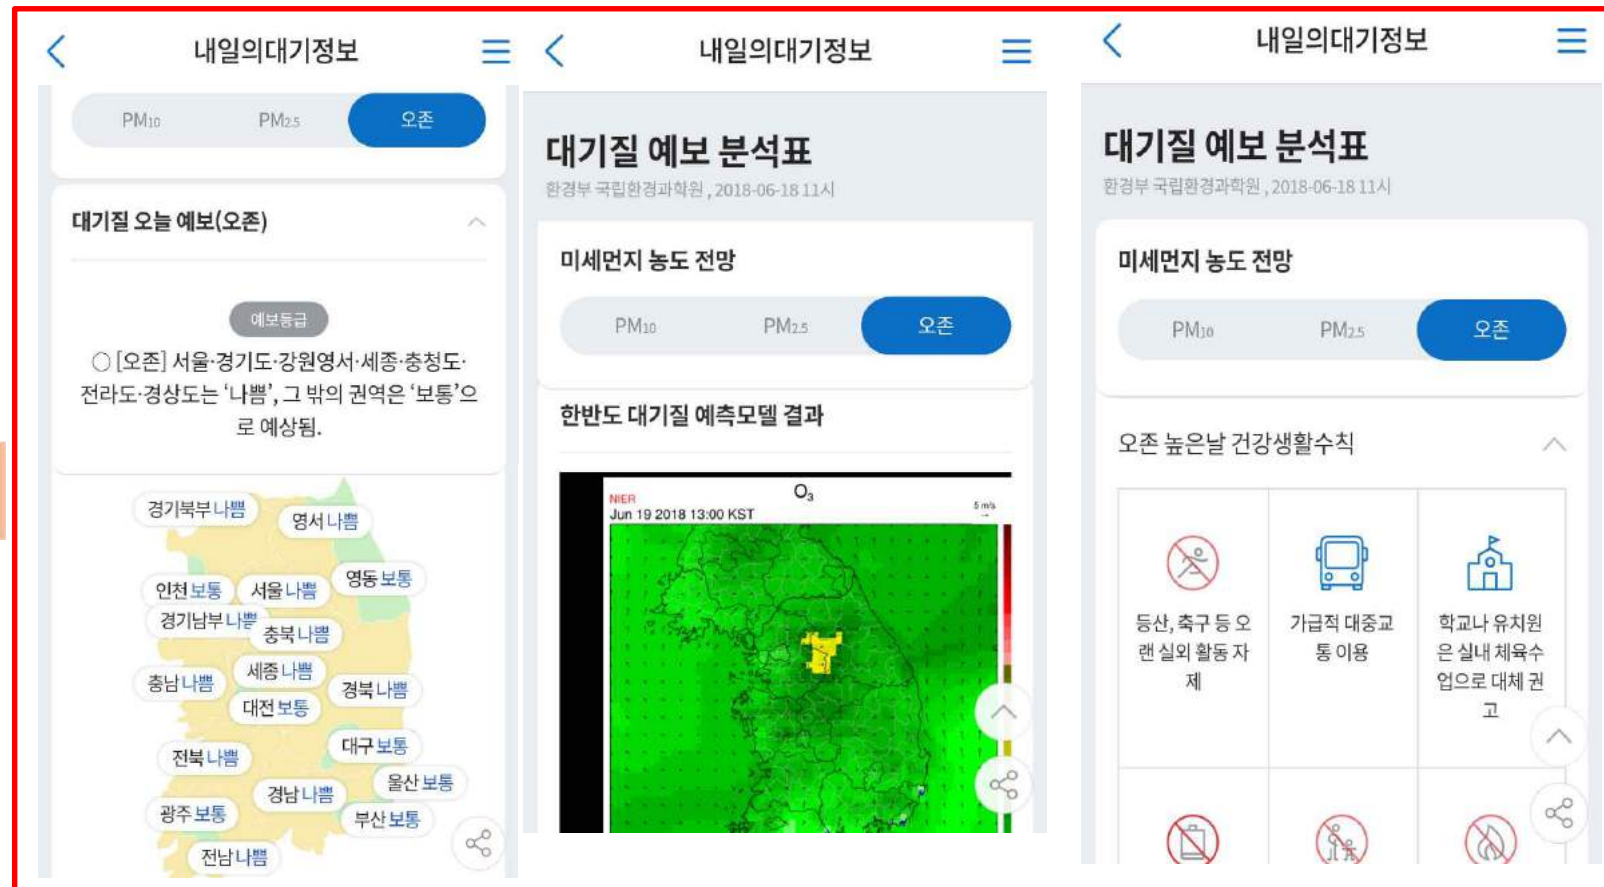 내일의대기정보
PM10 PM2.5 오존
대기질 오늘 예보(오존)
예보등급
○ [오존] 서울·경기도·강원영서·세종·충청도·
전라도·경상도는 ‘나쁨’, 그 밖의 권역은 ‘보통’으
로 예상됨.
경기북부 나쁨
영서 나쁨
영동 보통
인천 보통
서울 나쁨
경기남부 나쁨
충북 나쁨
세종 나쁨
충남 나쁨
경북 나쁨
대전 보통
대구 보통
전북 나쁨
울산 보통
경남 나쁨
광주 보통
부산 보통
전남 나쁨
내일의대기정보
대기질 예보 분석표
환경부 국립환경과학원 , 2018-06-18 11시
미세먼지 농도 전망
PM10 PM2.5 오존
한반도 대기질 예측모델 결과
O3
NIER
5 m/s
Jun 19 2018 13:00 KST
내일의대기정보
대기질 예보 분석표
환경부 국립환경과학원 , 2018-06-18 11시
미세먼지 농도 전망
PM10 PM2.5 오존
오존 높은날 건강생활수칙
등산, 축구 등 오
랜 실외 활동 자
제
가급적 대중교
통 이용
학교나 유치원
은 실내 체육수
업으로 대체 권
고